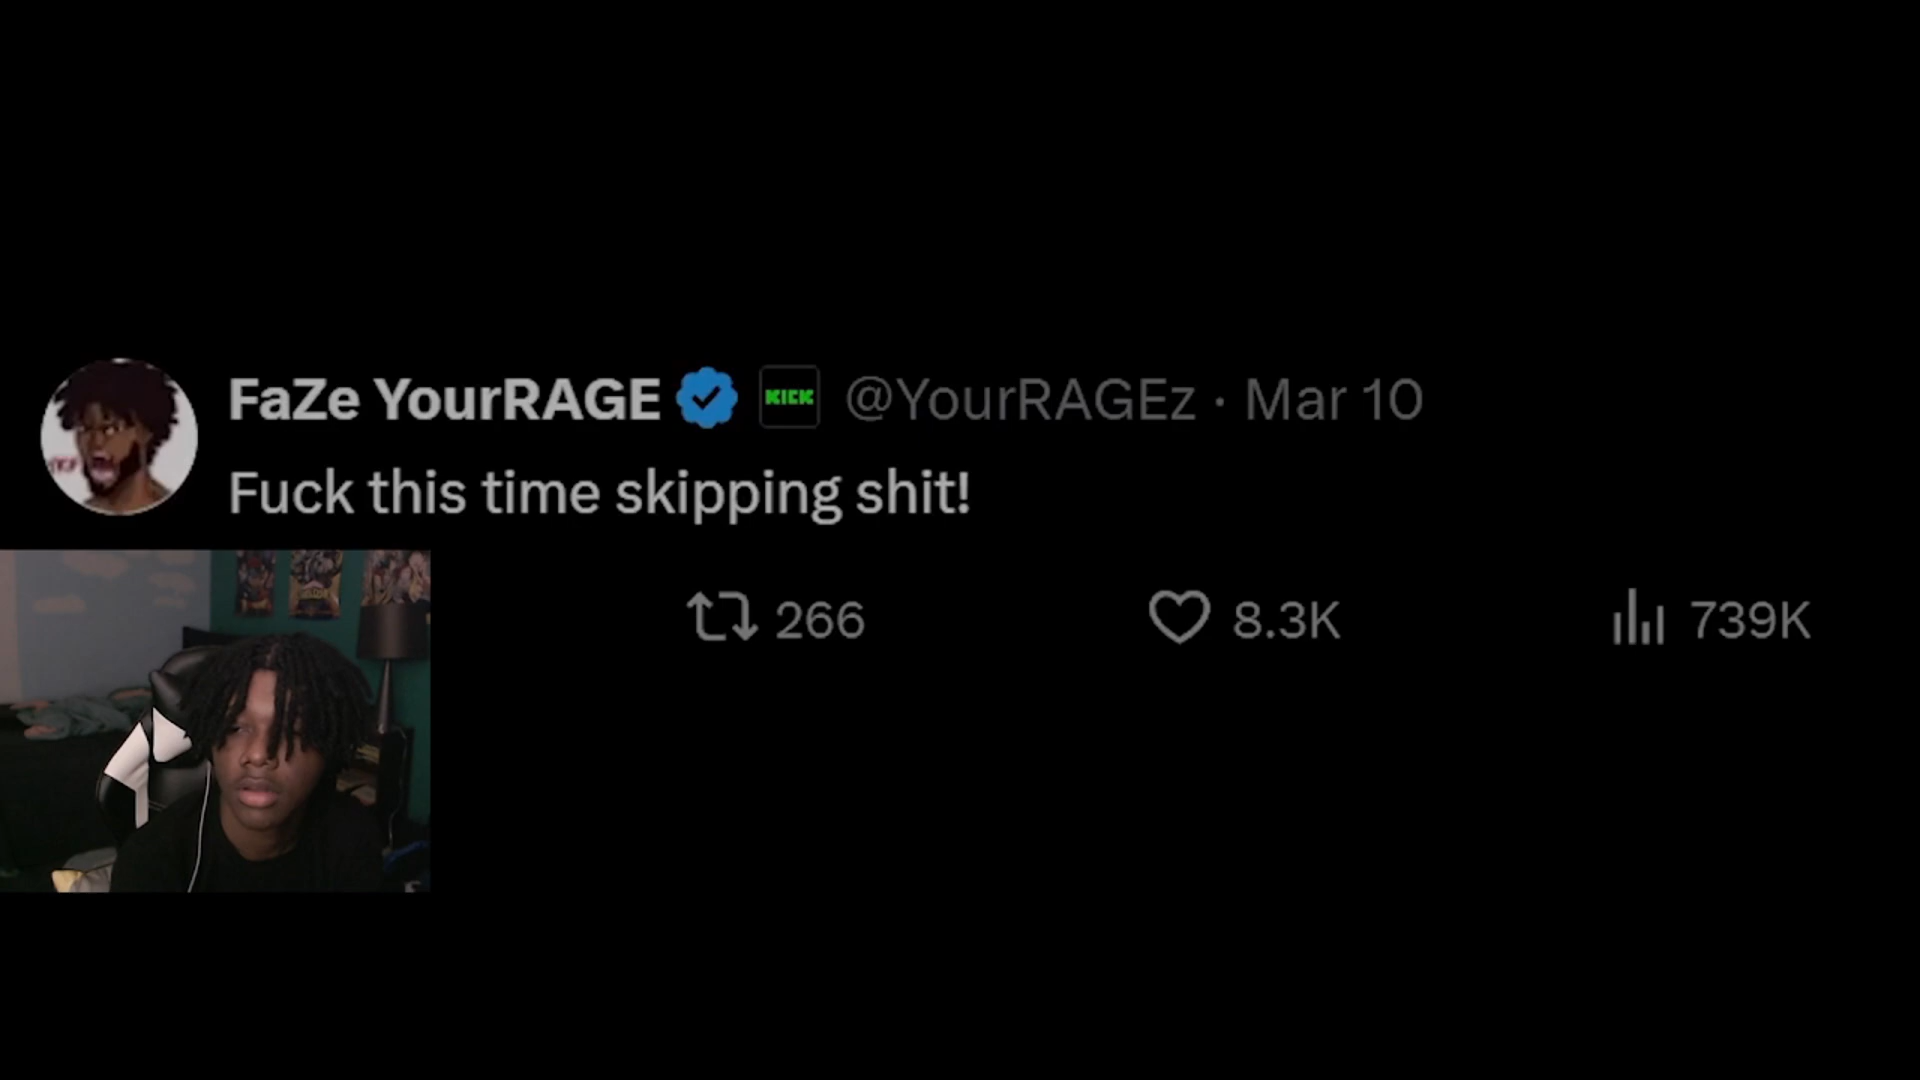 FaZe YourRAGE KICK @YourRAGEz · Mar 10
Fuck this time skipping shit!
266 8.3K 739K